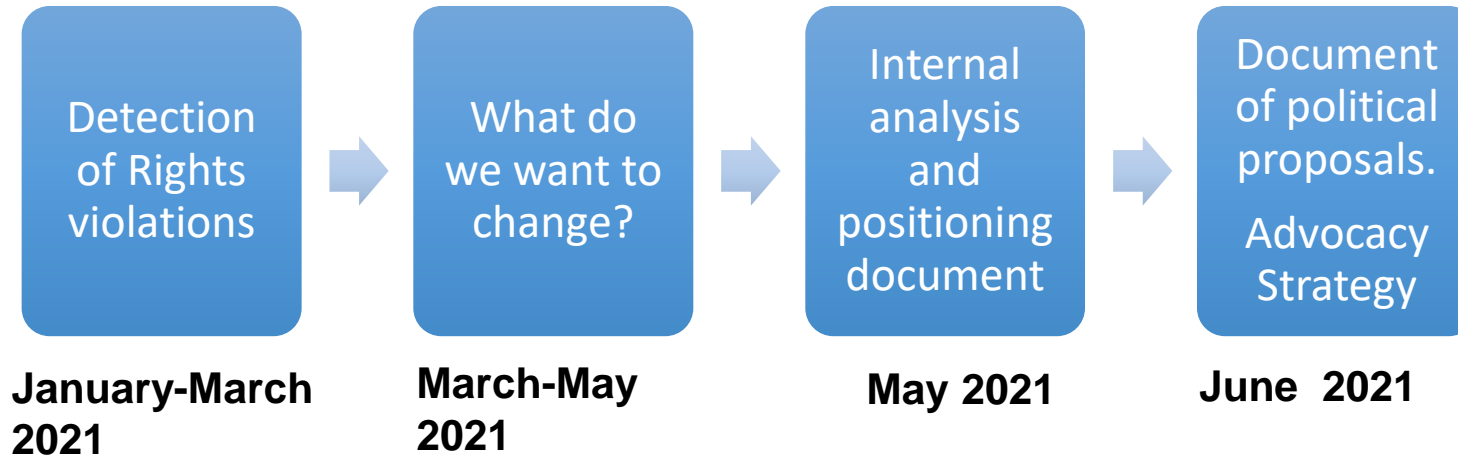 Detection
of Rights
violations
What do
we want to
change?
Internal
analysis
and
positioning
document
Document
of political
proposals.
Advocacy
Strategy
January-March
2021
March-May
2021
May 2021
June 2021